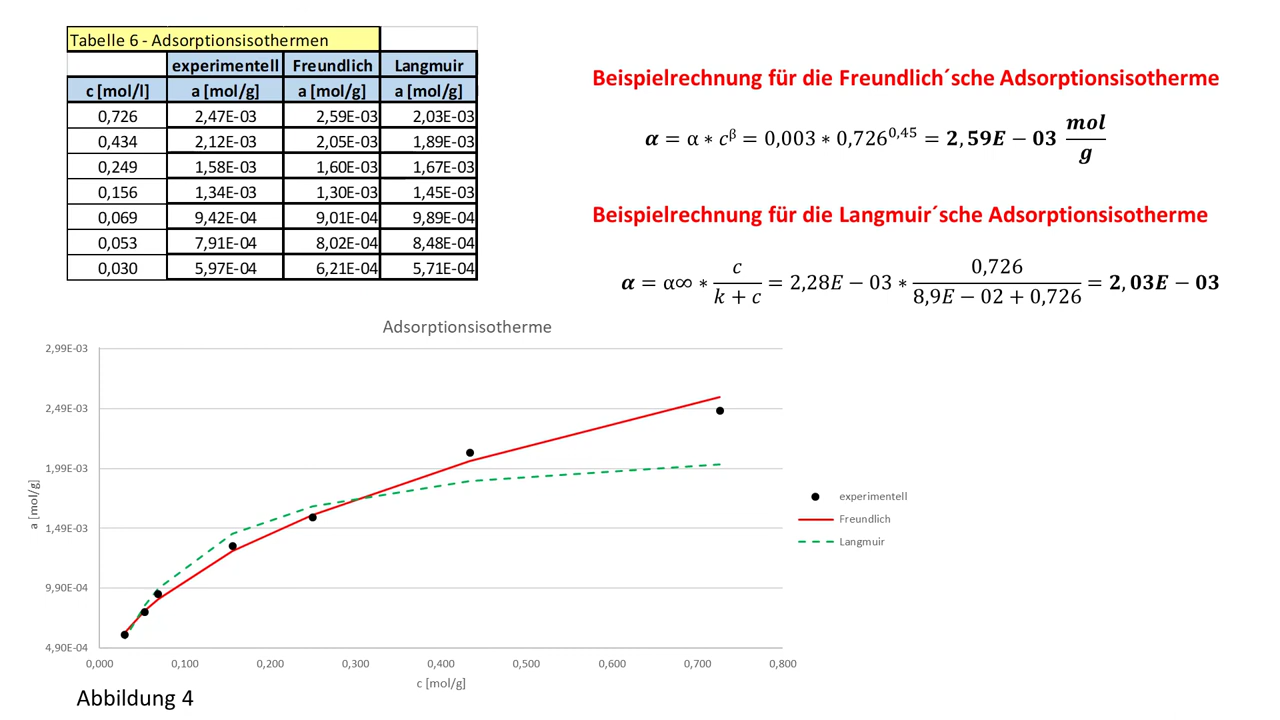 Tabelle 6 - Adsorptionsisothermen
experimentell Freundlich Langmuir
c [mol/l] a [mol/g] a [mol/g] a [mol/g]
0,726 2,47E-03 2,59E-03 2,03E-03
0,434 2,12E-03 2,05E-03 1,89E-03
0,249 1,58E-03 1,60E-03 1,67E-03
0,156 1,34E-03 1,30E-03 1,45E-03
0,069 9,42E-04 9,01E-04 9,89E-04
0,053 7,91E-04 8,02E-04 8,48E-04
0,030 5,97E-04 6,21E-04 5,71E-04
Beispielrechnung für die Freundlich´sche Adsorptionsisotherme
α = α ∗ c^β = 0,003 ∗ 0,726^0,45 = 2,59E − 03 mol/g
Beispielrechnung für die Langmuir´sche Adsorptionsisotherme
α = α∞ ∗ c/(k + c) = 2,28E − 03 ∗ 0,726/(8,9E − 02 + 0,726) = 2,03E − 03
Adsorptionsisotherme
2,99E-03
2,49E-03
1,99E-03
1,49E-03
9,90E-04
4,90E-04
a [mol/g]
0,000 0,100 0,200 0,300 0,400 0,500 0,600 0,700 0,800
c [mol/g]
experimentell
Freundlich
Langmuir
Abbildung 4